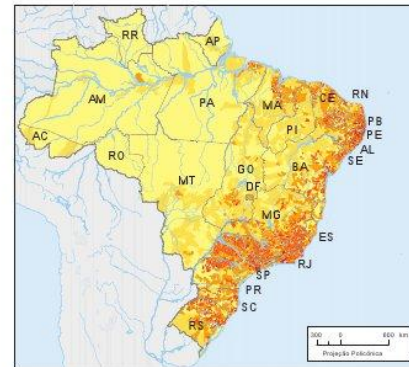 RR
AP
AM
PA
MA
CE
RN
PB
PE
AL
SE
PI
AC
RO
BA
MT
GO
DF
MG
ES
RJ
SP
PR
SC
RS
300 0 600 km
Projeção Policônica